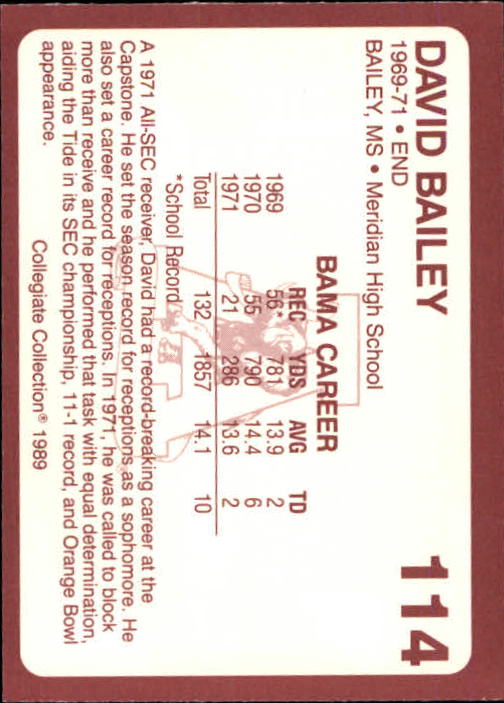 DAVID BAILEY 114
1969-71 • END
BAILEY, MS • Meridian High School
BAMA CAREER
REC YDS AVG TD
1969 56* 781 13.9 2
1970 55 790 14.4 6
1971 21 286 13.6 2
Total 132 1857 14.1 10
*School Record
A 1971 All-SEC receiver, David had a record-breaking career at the
Capstone. He set the season record for receptions as a sophomore. He
also set a career record for receptions. In 1971, he was called to block
more than receive and he performed that task with equal determination,
aiding the Tide in its SEC championship, 11-1 record, and Orange Bowl
appearance.
Collegiate Collection® 1989